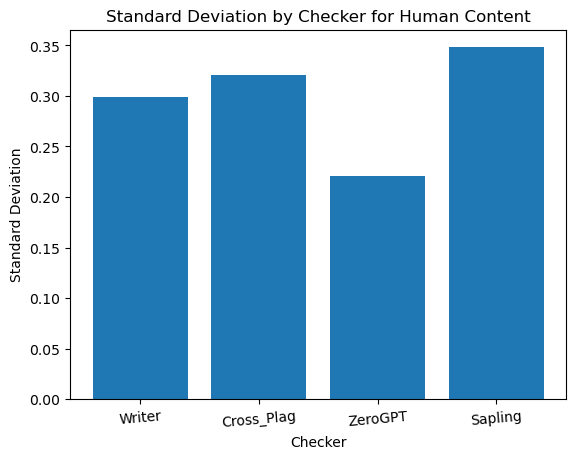 Standard Deviation by Checker for Human Content
Standard Deviation
0.35
0.30
0.25
0.20
0.15
0.10
0.05
0.00
Writer
Cross_Plag
ZeroGPT
Sapling
Checker